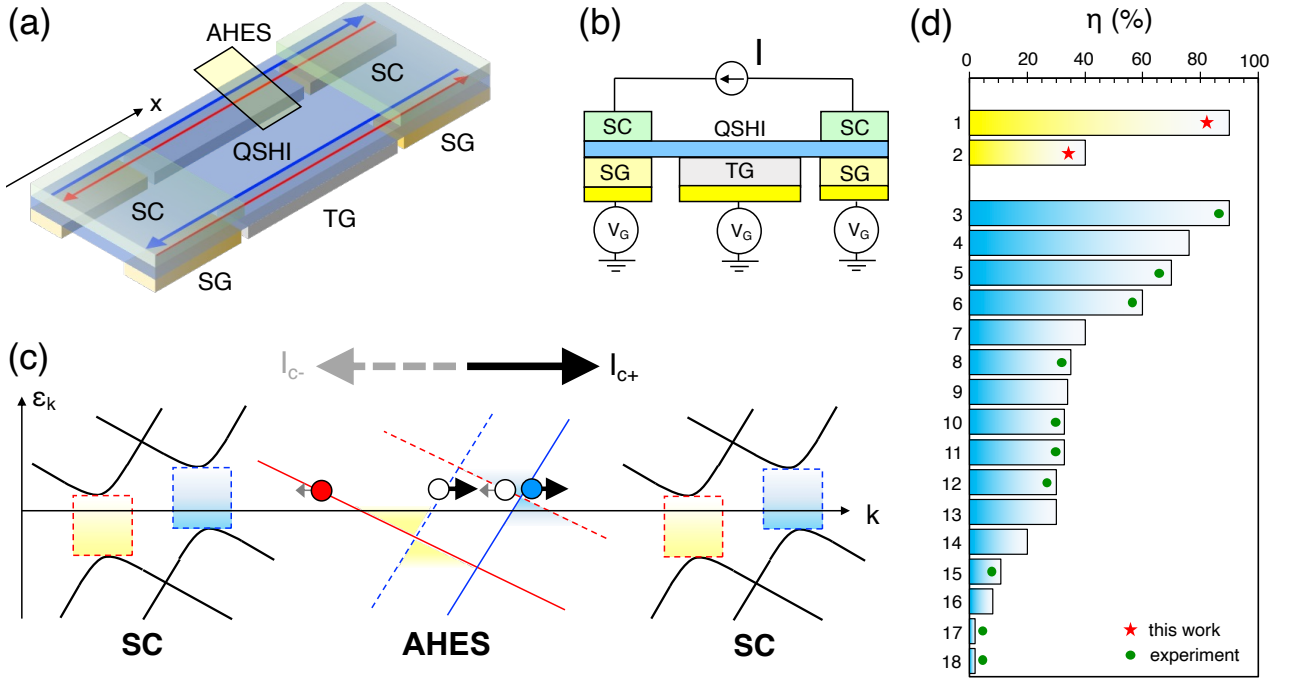 (a)
AHES
SC
x
QSHI
SG
SC
TG
SG
(b)
I
SC
QSHI
SC
SG
TG
SG
V_G
V_G
V_G
(c)
I_c-
I_c+
ε_k
k
SC
AHES
SC
(d)
η (%)
0
20
40
60
80
100
1
2
3
4
5
6
7
8
9
10
11
12
13
14
15
16
17
18
this work
experiment